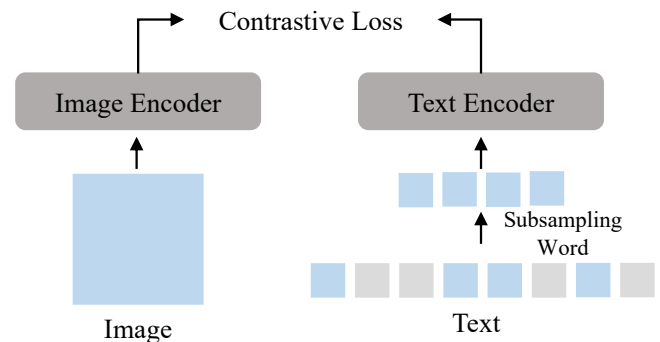 Contrastive Loss
Image Encoder
Text Encoder
Subsampling
Word
Image
Text